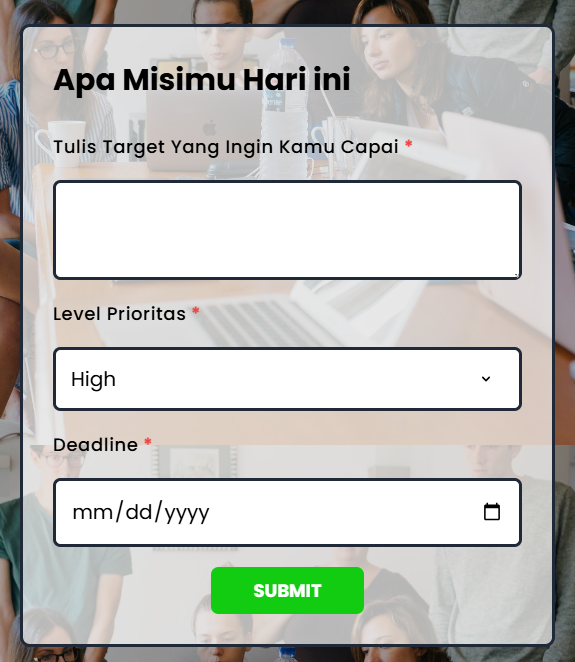 Apa Misimu Hari ini
Tulis Target Yang Ingin Kamu Capai *
Level Prioritas *
High
Deadline *
mm/dd/yyyy
SUBMIT